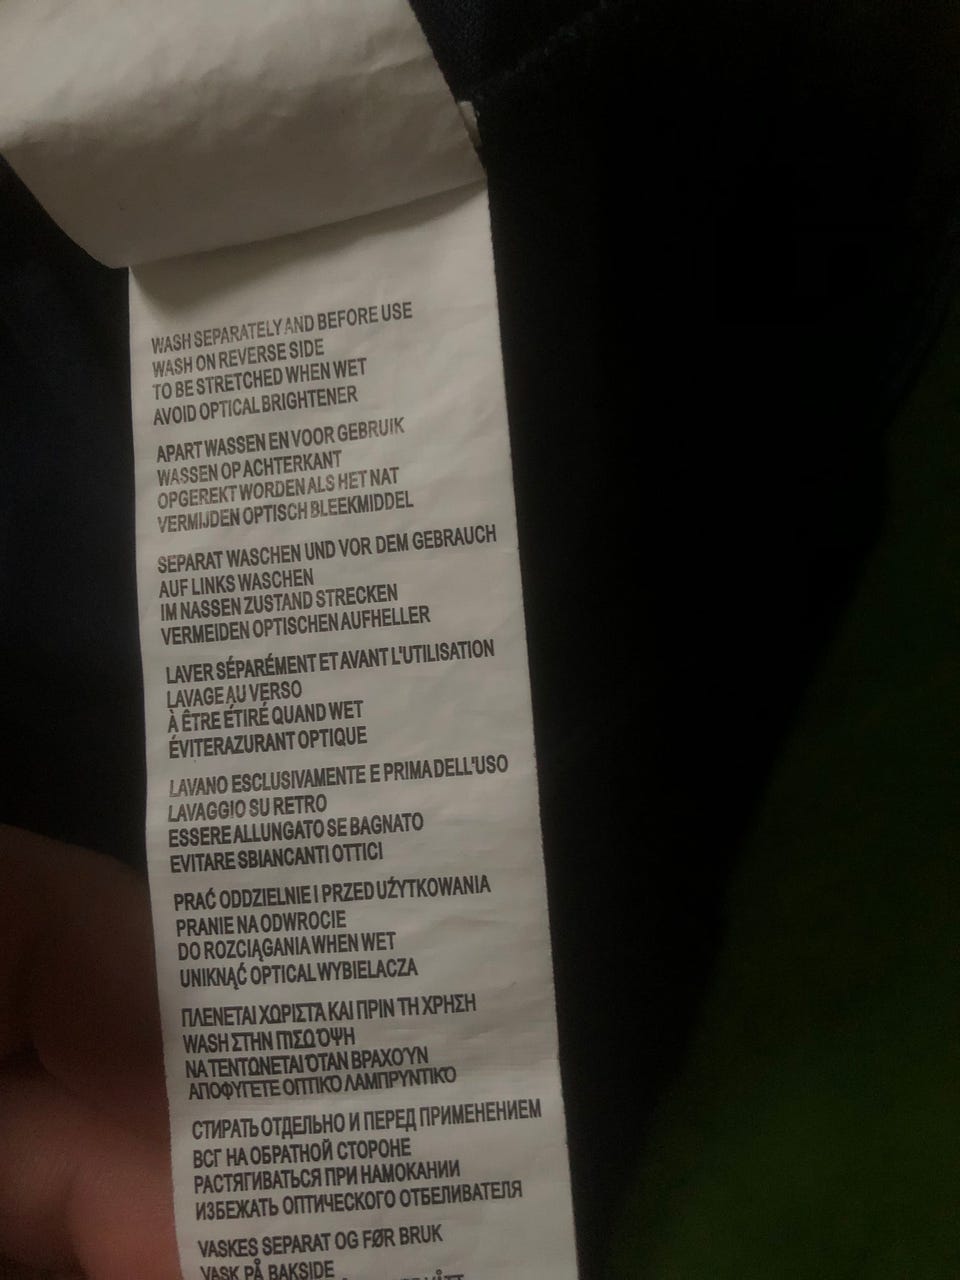 WASH SEPARATELY AND BEFORE USE
WASH ON REVERSE SIDE
TO BE STRETCHED WHEN WET
AVOID OPTICAL BRIGHTENER
APART WASSEN EN VOOR GEBRUIK
WASSEN OP ACHTERKANT
OPGEREKT WORDEN ALS HET NAT
VERMIJDEN OPTISCH BLEEKMIDDEL
SEPARAT WASCHEN UND VOR DEM GEBRAUCH
AUF LINKS WASCHEN
IM NASSEN ZUSTAND STRECKEN
VERMEIDEN OPTISCHEN AUFHELLER
LAVER SÉPARÉMENT ET AVANT L'UTILISATION
LAVAGE AU VERSO
À ÊTRE ÉTIRÉ QUAND WET
ÉVITERAZURANT OPTIQUE
LAVANO ESCLUSIVAMENTE E PRIMA DELL'USO
LAVAGGIO SU RETRO
ESSERE ALLUNGATO SE BAGNATO
EVITARE SBIANCANTI OTTICI
PRAĆ ODDZIELNIE I PRZED UŹYTKOWANIA
PRANIE NA ODWROCIE
DO ROZCIĄGANIA WHEN WET
UNIKNĄĆ OPTICAL WYBIELACZA
ΠΛΕΝΕΤΑΙ ΧΩΡΙΣΤΆ ΚΑΙ ΠΡΙΝ ΤΗ ΧΡΗΣΗ
WASH ΣΤΗΝ ΠΙΣΩ ΌΨΗ
ΝΑ ΤΕΝΤΩΝΕΤΑΙ ΌΤΑΝ ΒΡΑΧΟΎΝ
ΑΠΟΦΥΓΕΤΕ ΟΠΤΙΚΌ ΛΑΜΠΡΥΝΤΙΚΌ
СТИРАТЬ ОТДЕЛЬНО И ПЕРЕД ПРИМЕНЕНИЕМ
ВСГ НА ОБРАТНОЙ СТОРОНЕ
РАСТЯГИВАТЬСЯ ПРИ НАМОКАНИИ
ИЗБЕЖАТЬ ОПТИЧЕСКОГО ОТБЕЛИВАТЕЛЯ
VASKES SEPARAT OG FØR BRUK
VASK PÅ BAKSIDE